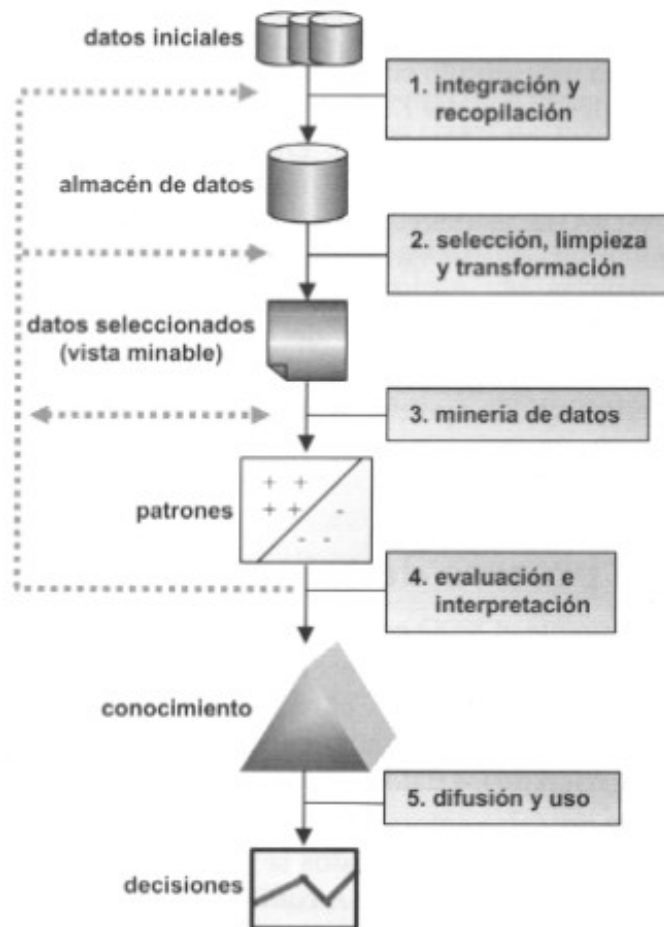 datos iniciales
1. integración y
recopilación
almacén de datos
2. selección, limpieza
y transformación
datos seleccionados
(vista minable)
3. minería de datos
patrones
4. evaluación e
interpretación
conocimiento
5. difusión y uso
decisiones